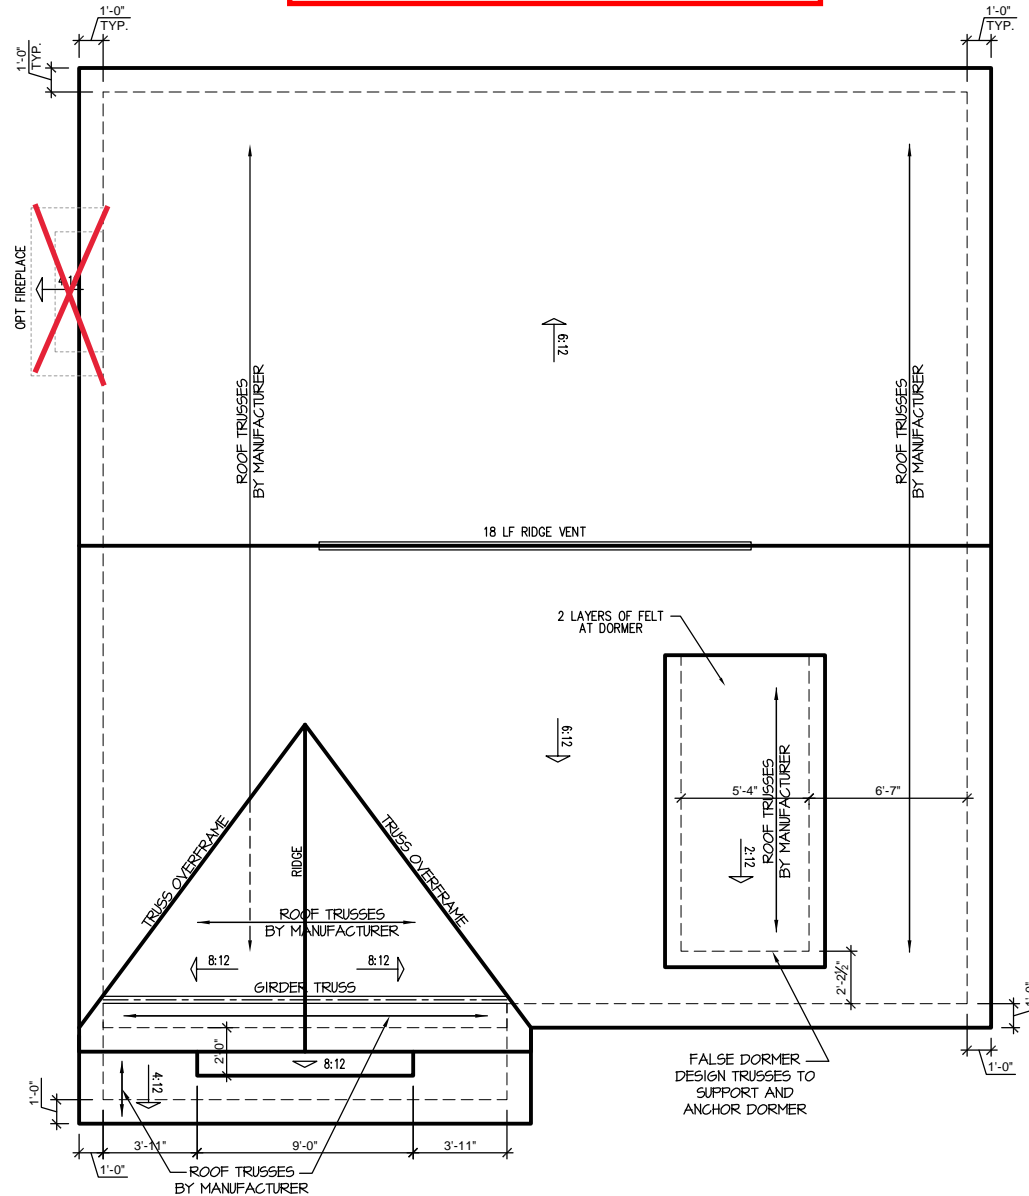 1'-0"
TYP.
1'-0"
TYP.
1'-0"
TYP.
OPT FIREPLACE
6:12
ROOF TRUSSES
BY MANUFACTURER
ROOF TRUSSES
BY MANUFACTURER
18 LF RIDGE VENT
2 LAYERS OF FELT
AT DORMER
6:12
5'-4"
6'-7"
ROOF TRUSSES
BY MANUFACTURER
2:12
TRUSS OVERFRAME
RIDGE
TRUSS OVERFRAME
ROOF TRUSSES
BY MANUFACTURER
8:12
8:12
GIRDER TRUSS
2'-2½"
1'-0"
2'-0"
8:12
4:12
1'-0"
FALSE DORMER
DESIGN TRUSSES TO
SUPPORT AND
ANCHOR DORMER
1'-0"
3'-11"
9'-0"
3'-11"
1'-0"
ROOF TRUSSES
BY MANUFACTURER